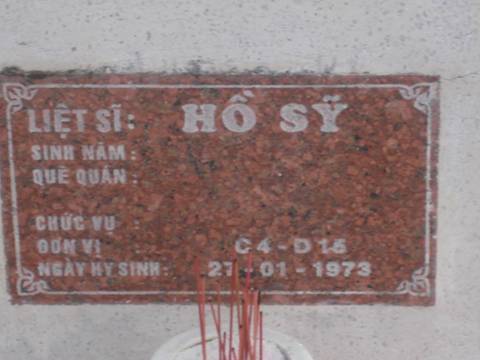 LIỆT SĨ: HỒ SỸ
SINH NĂM:
QUÊ QUÁN:
CHỨC VỤ :
ĐƠN VỊ : C4-D15
NGÀY HY SINH: 01-1973